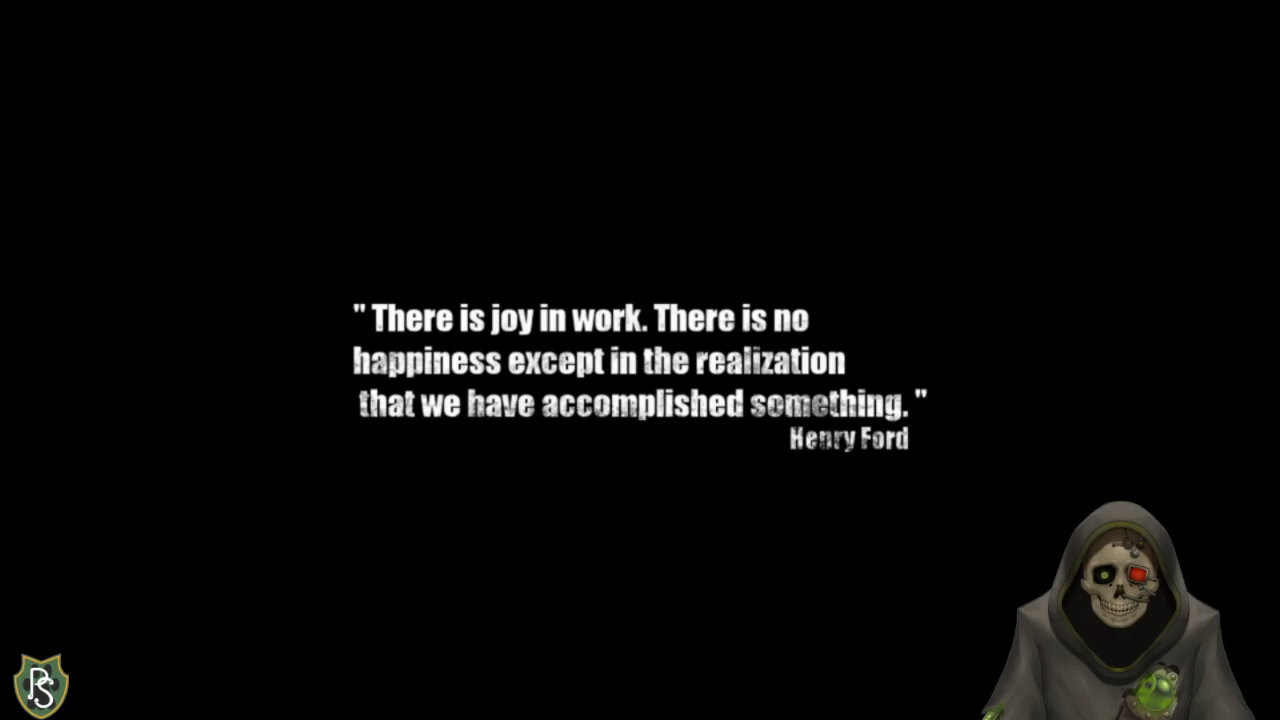 " There is joy in work. There is no
happiness except in the realization
that we have accomplished something. "
Henry Ford
PS